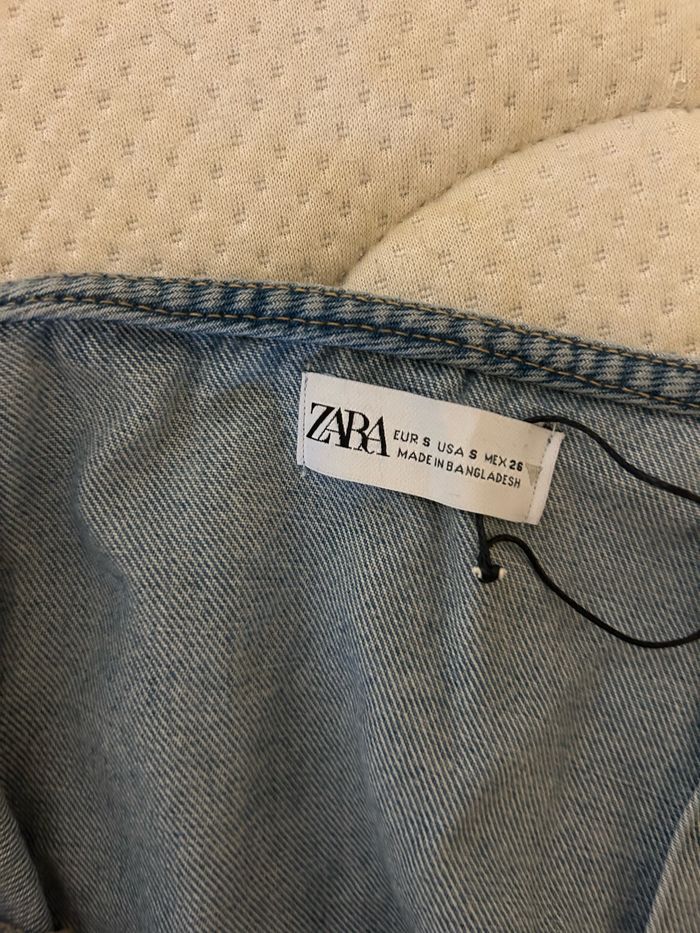 ZARA
EUR S USA S MEX 26
MADE IN BANGLADESH